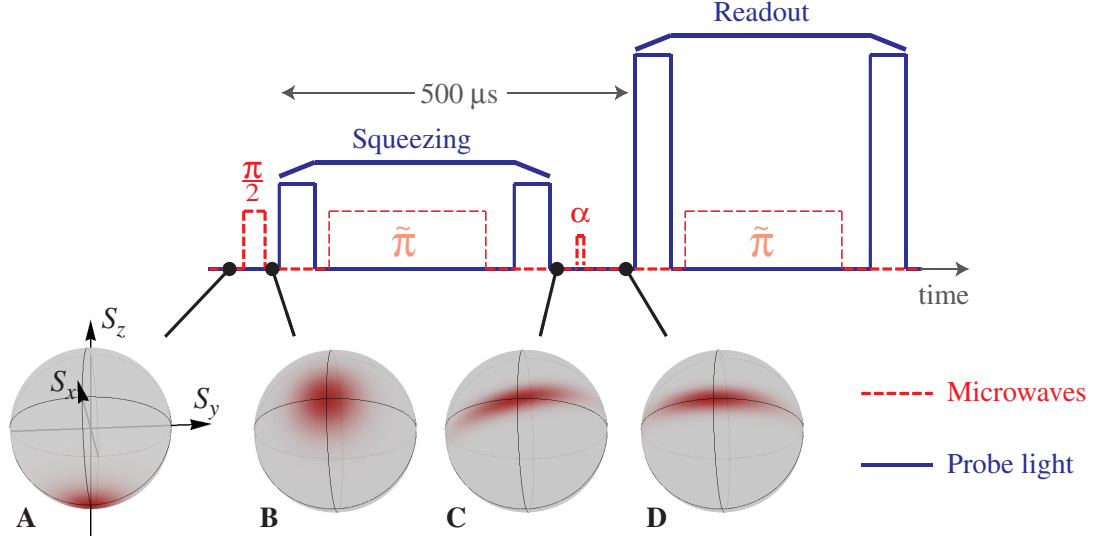 Readout
500 μs
Squeezing
π
2
α
π̃
π̃
time
S_z
S_x
S_y
Microwaves
Probe light
A
B
C
D